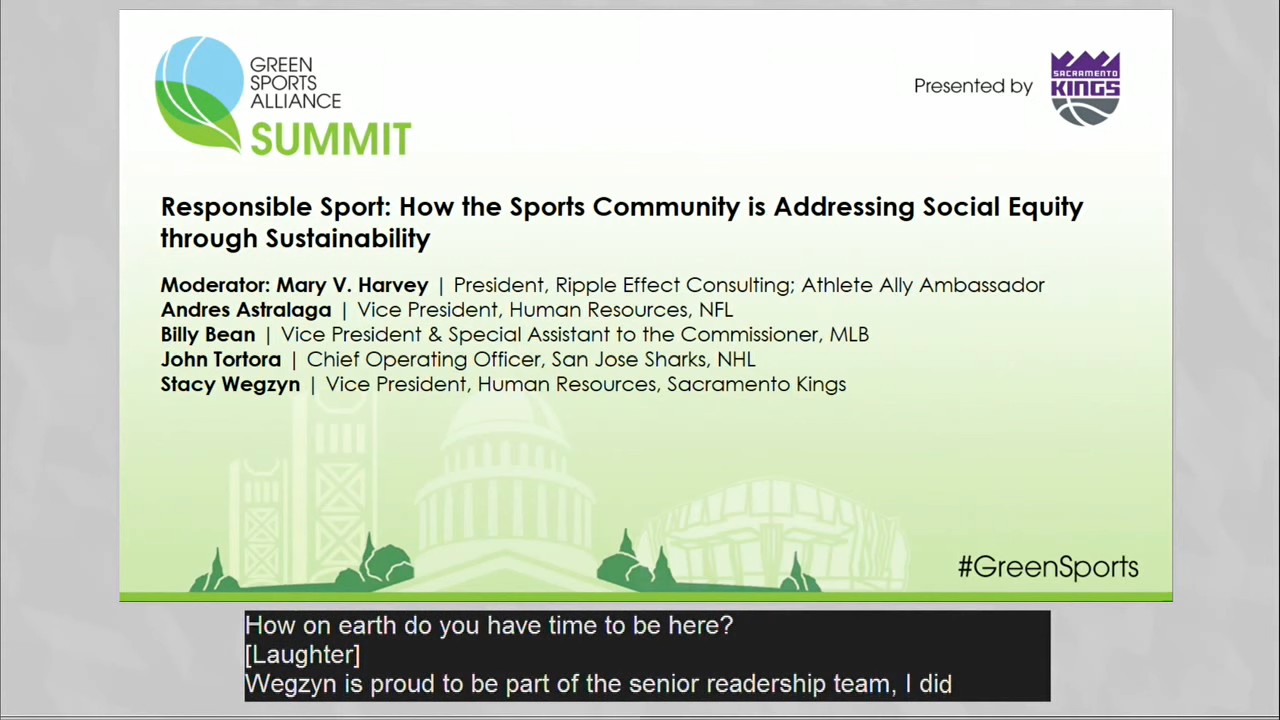 GREEN
SPORTS
ALLIANCE
SUMMIT
Presented by
SACRAMENTO
KINGS
Responsible Sport: How the Sports Community is Addressing Social Equity
through Sustainability
Moderator: Mary V. Harvey | President, Ripple Effect Consulting; Athlete Ally Ambassador
Andres Astralaga | Vice President, Human Resources, NFL
Billy Bean | Vice President & Special Assistant to the Commissioner, MLB
John Tortora | Chief Operating Officer, San Jose Sharks, NHL
Stacy Wegzyn | Vice President, Human Resources, Sacramento Kings
#GreenSports
How on earth do you have time to be here?
[Laughter]
Wegzyn is proud to be part of the senior readership team, I did